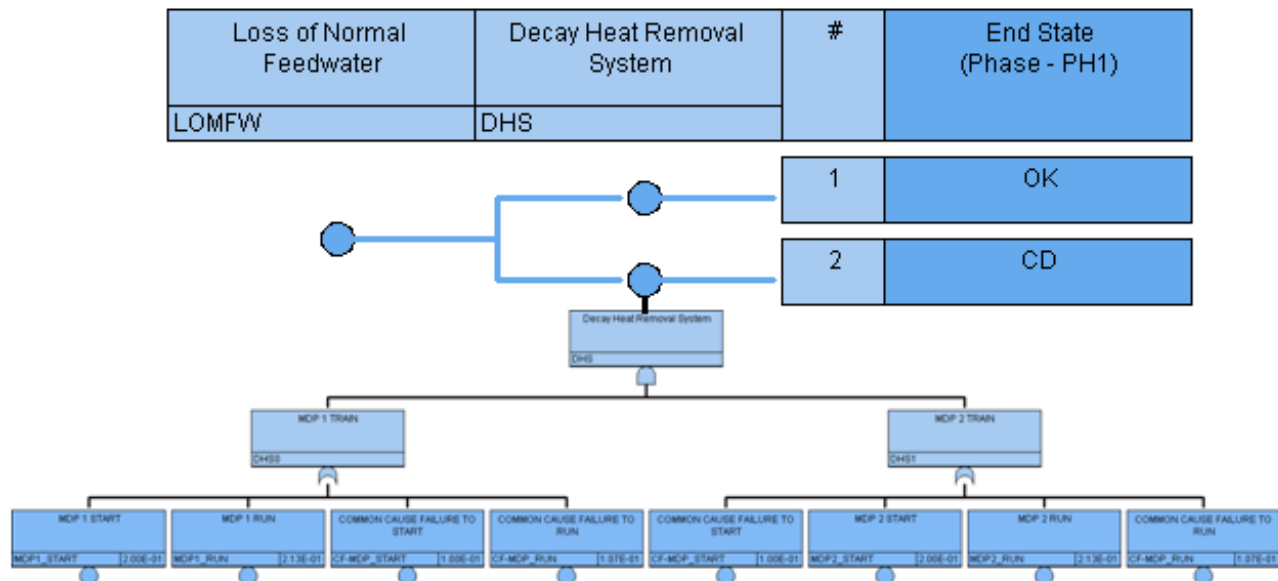 Loss of Normal
Feedwater
Decay Heat Removal
System
#
End State
(Phase - PH1)
LOMFW
DHS
1
OK
2
CD
Decay Heat Removal System
DHS
MDP 1 TRAIN
DHS0
MDP 2 TRAIN
DHS1
MDP 1 START
MDP1_START 2.00E-01
MDP 1 RUN
MDP1_RUN 2.13E-01
COMMON CAUSE FAILURE TO
START
CF-MDP_START 1.00E-01
COMMON CAUSE FAILURE TO
RUN
CF-MDP_RUN 1.07E-01
COMMON CAUSE FAILURE TO
START
CF-MDP_START 1.00E-01
MDP 2 START
MDP2_START 2.00E-01
MDP 2 RUN
MDP2_RUN 2.13E-01
COMMON CAUSE FAILURE TO
RUN
CF-MDP_RUN 1.07E-01